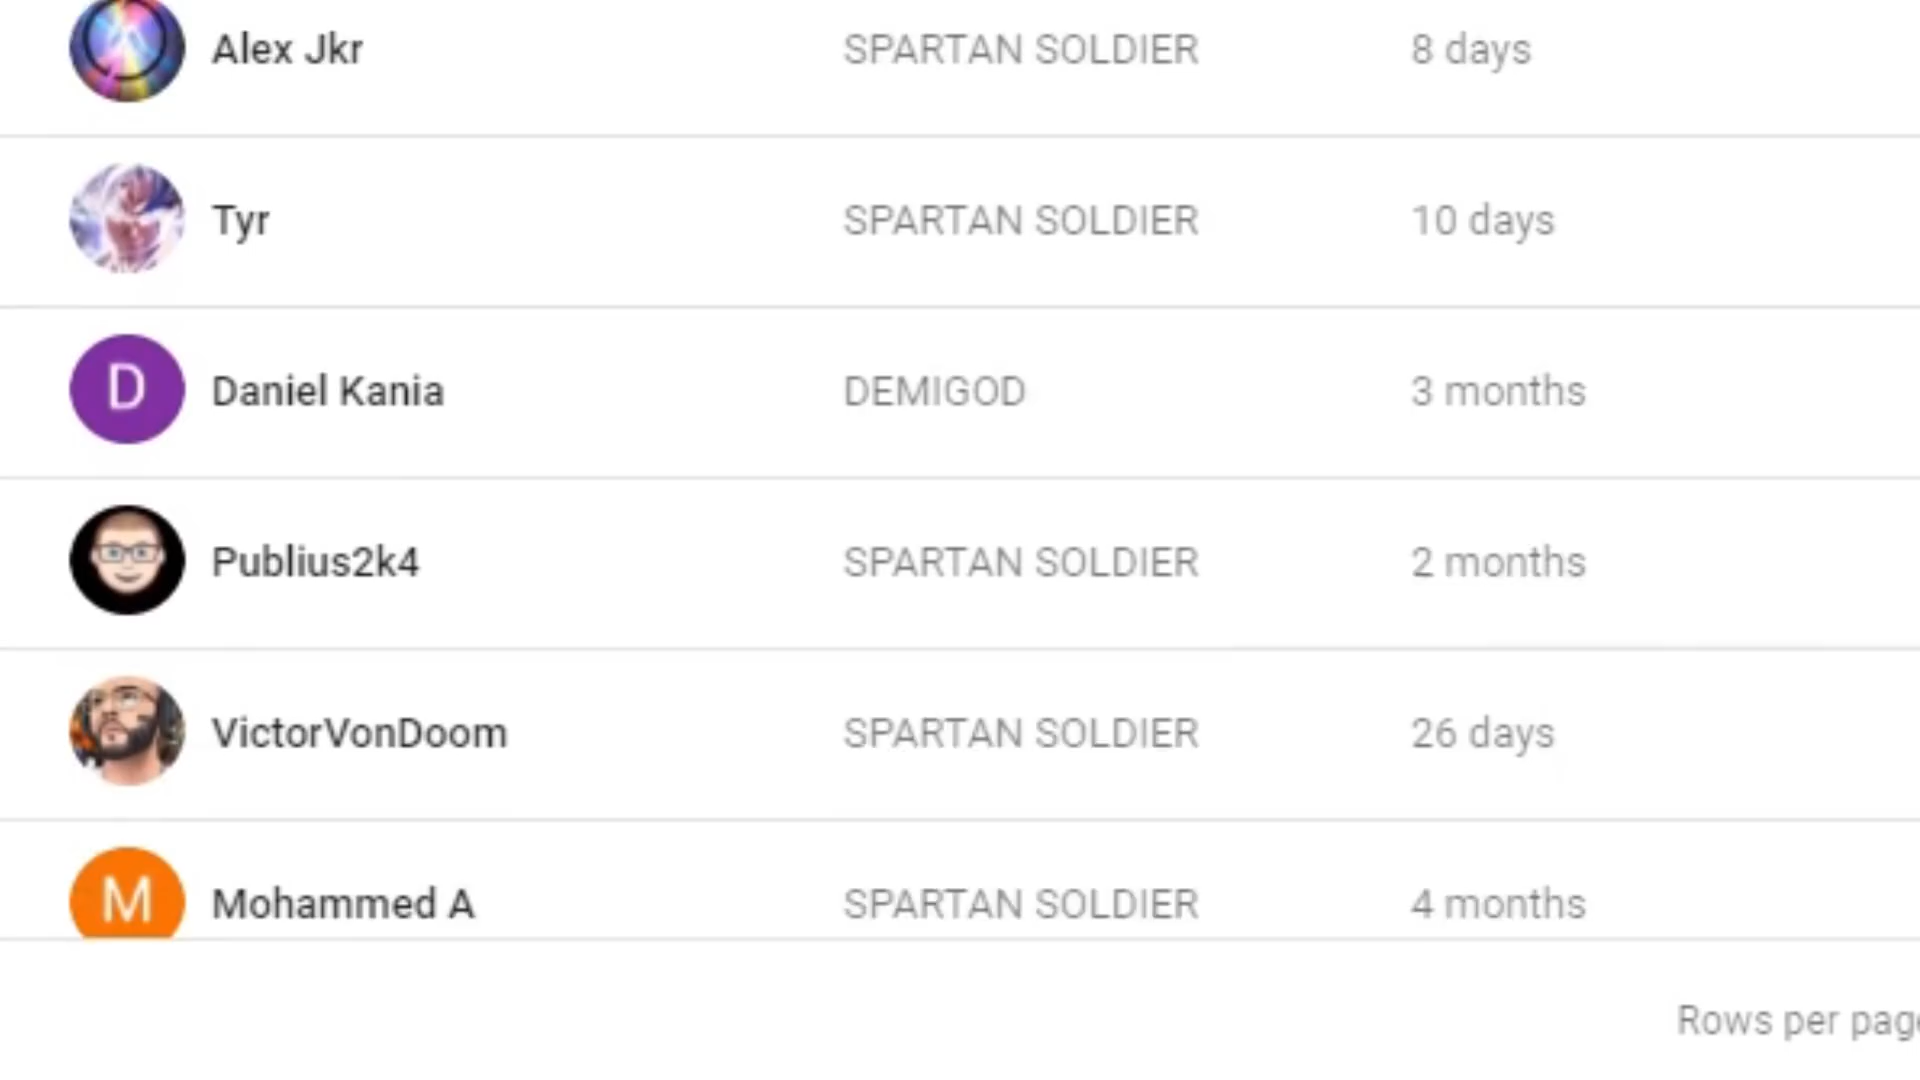 Alex Jkr SPARTAN SOLDIER 8 days
Tyr SPARTAN SOLDIER 10 days
D Daniel Kania DEMIGOD 3 months
Publius2k4 SPARTAN SOLDIER 2 months
VictorVonDoom SPARTAN SOLDIER 26 days
M Mohammed A SPARTAN SOLDIER 4 months
Rows per page